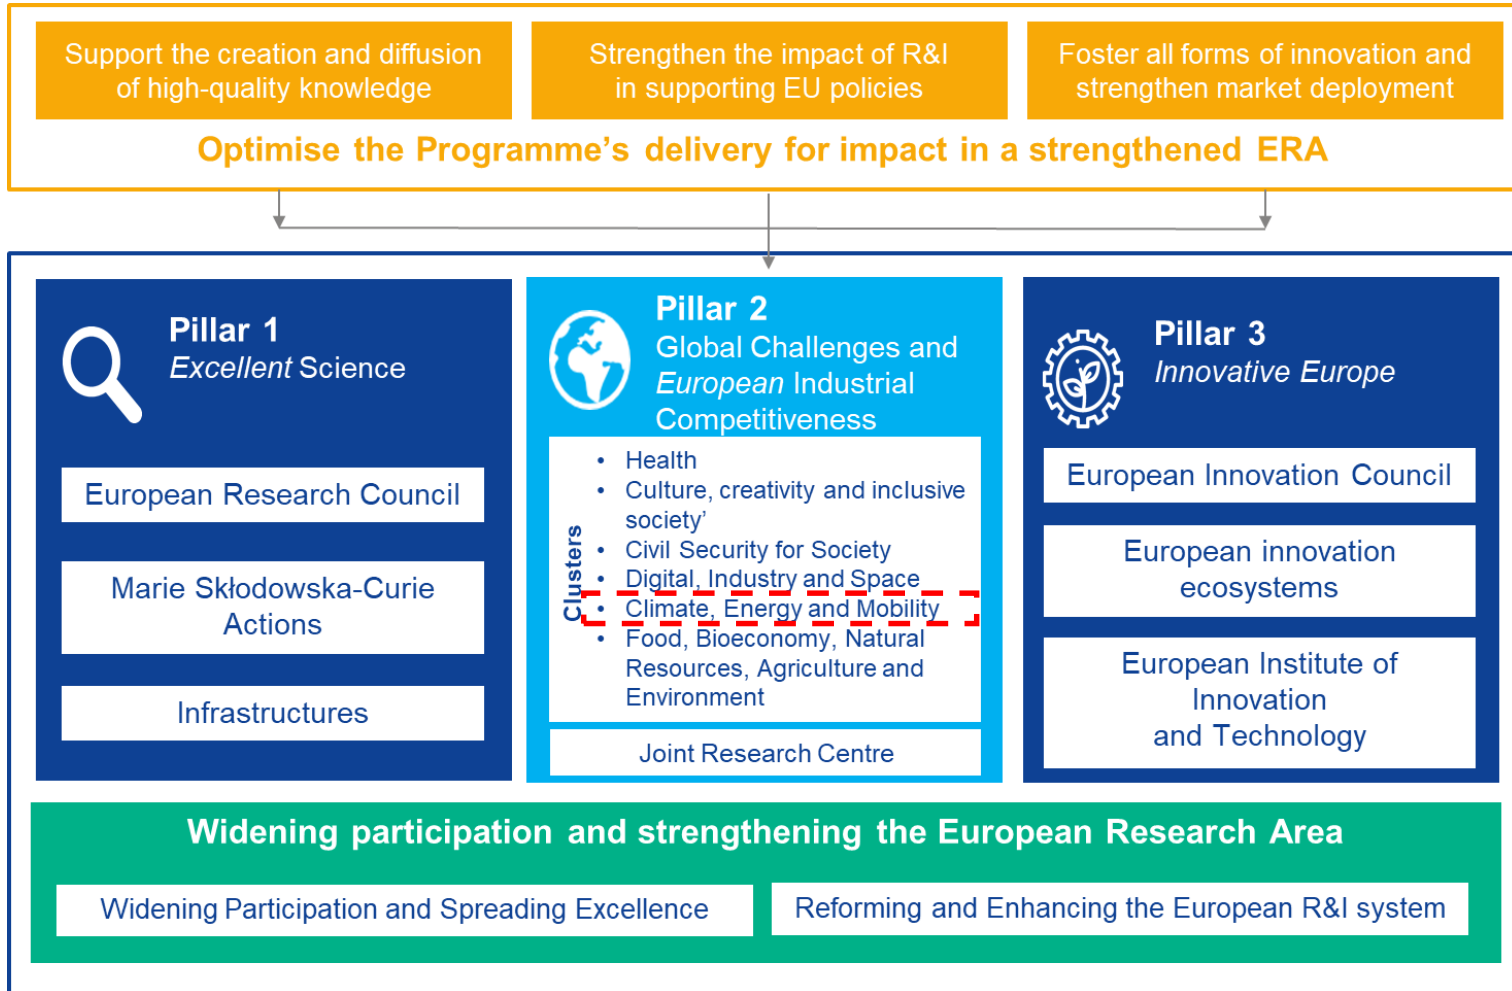 Support the creation and diffusion
of high-quality knowledge
Strengthen the impact of R&I
in supporting EU policies
Foster all forms of innovation and
strengthen market deployment
Optimise the Programme’s delivery for impact in a strengthened ERA
Pillar 1
Excellent Science
European Research Council
Marie Skłodowska-Curie
Actions
Infrastructures
Pillar 2
Global Challenges and
European Industrial
Competitiveness
Clusters
• Health
• Culture, creativity and inclusive
society’
• Civil Security for Society
• Digital, Industry and Space
• Climate, Energy and Mobility
• Food, Bioeconomy, Natural
Resources, Agriculture and
Environment
Joint Research Centre
Pillar 3
Innovative Europe
European Innovation Council
European innovation
ecosystems
European Institute of
Innovation
and Technology
Widening participation and strengthening the European Research Area
Widening Participation and Spreading Excellence
Reforming and Enhancing the European R&I system